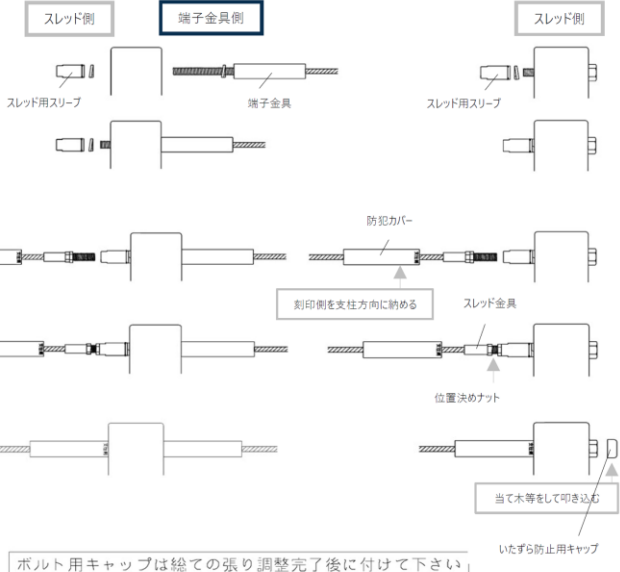 スレッド側
端子金具側
スレッド側
スレッド用スリーブ
端子金具
スレッド用スリーブ
防犯カバー
刻印側を支柱方向に納める
スレッド金具
位置決めナット
当て木等をして叩き込む
いたずら防止用キャップ
ボルト用キャップは総ての張り調整完了後に付けて下さい」